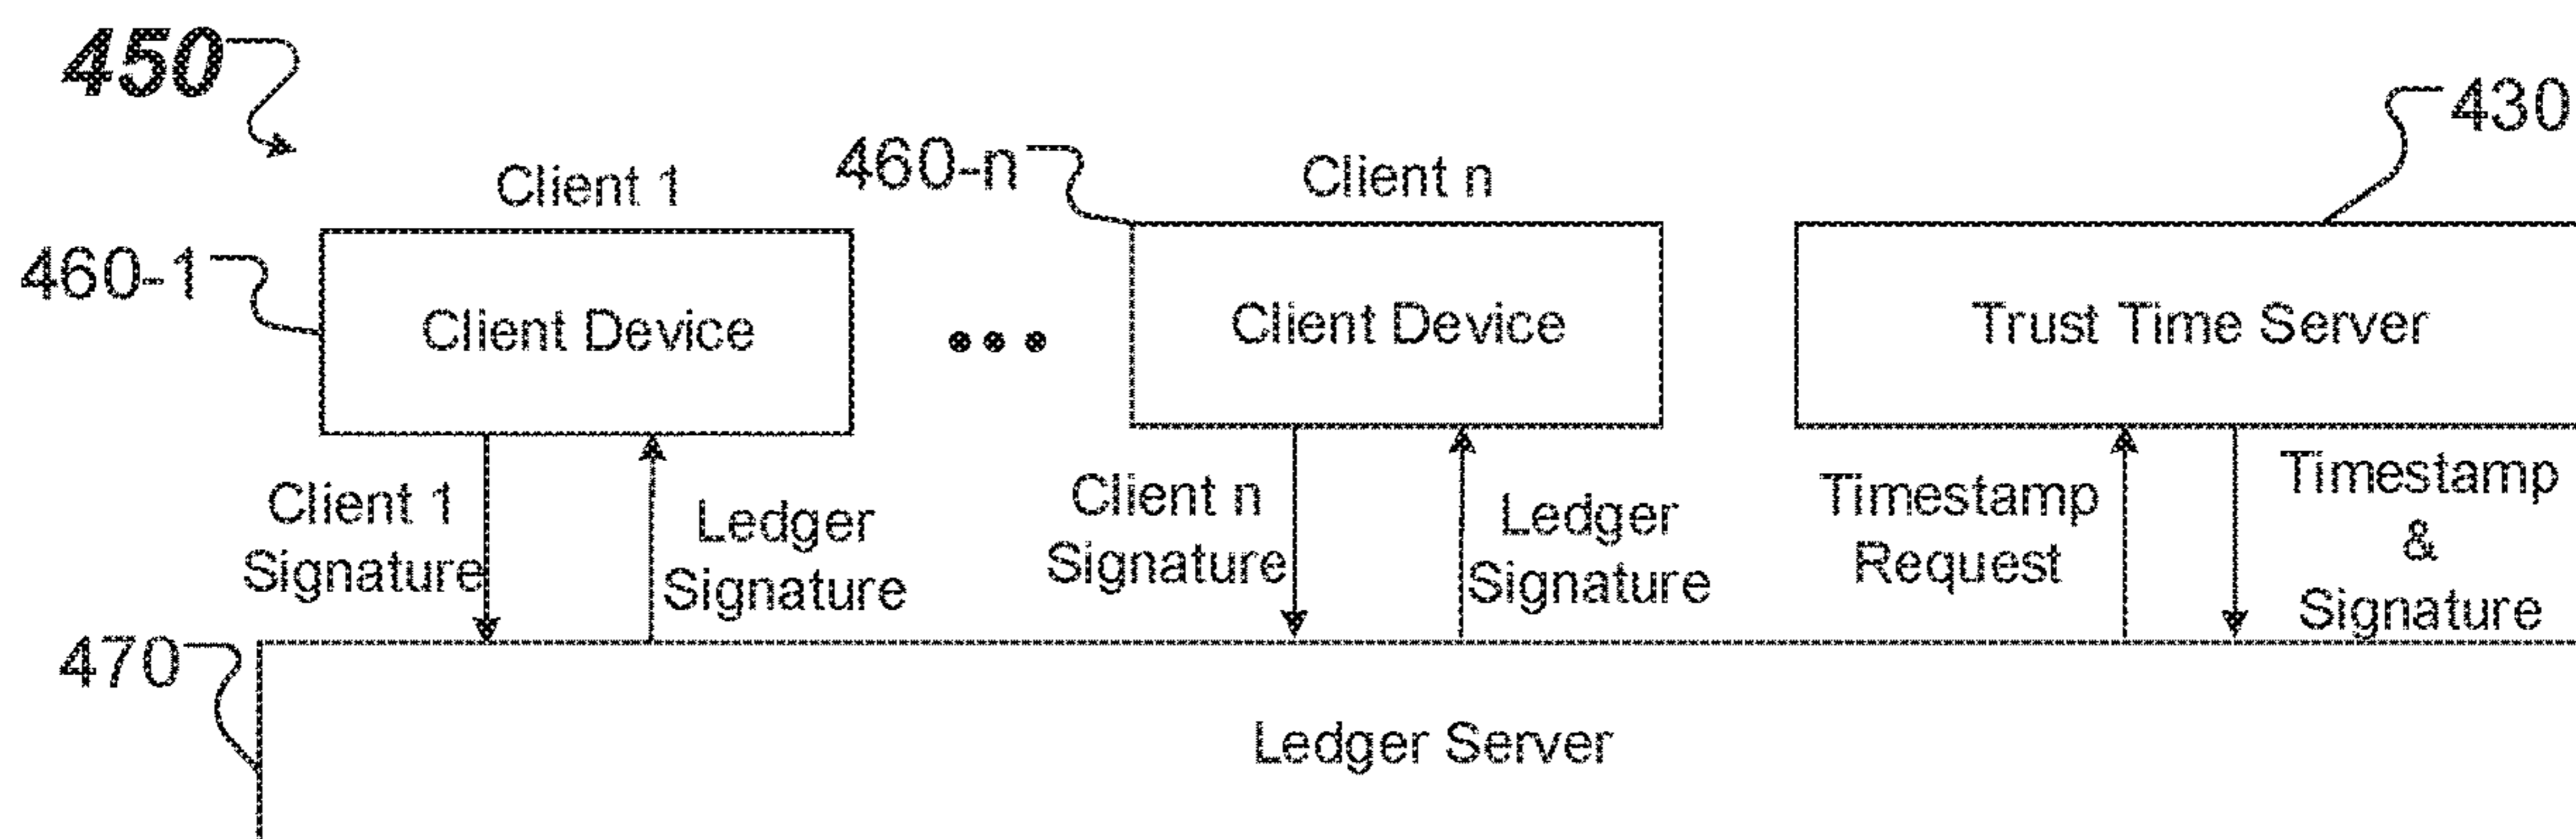 450
430
460-n
Client 1
Client n
460-1
Client Device
Client Device
Trust Time Server
Client 1
Signature
Ledger
Signature
Client n
Signature
Ledger
Signature
Timestamp
Request
Timestamp
&
Signature
470
Ledger Server